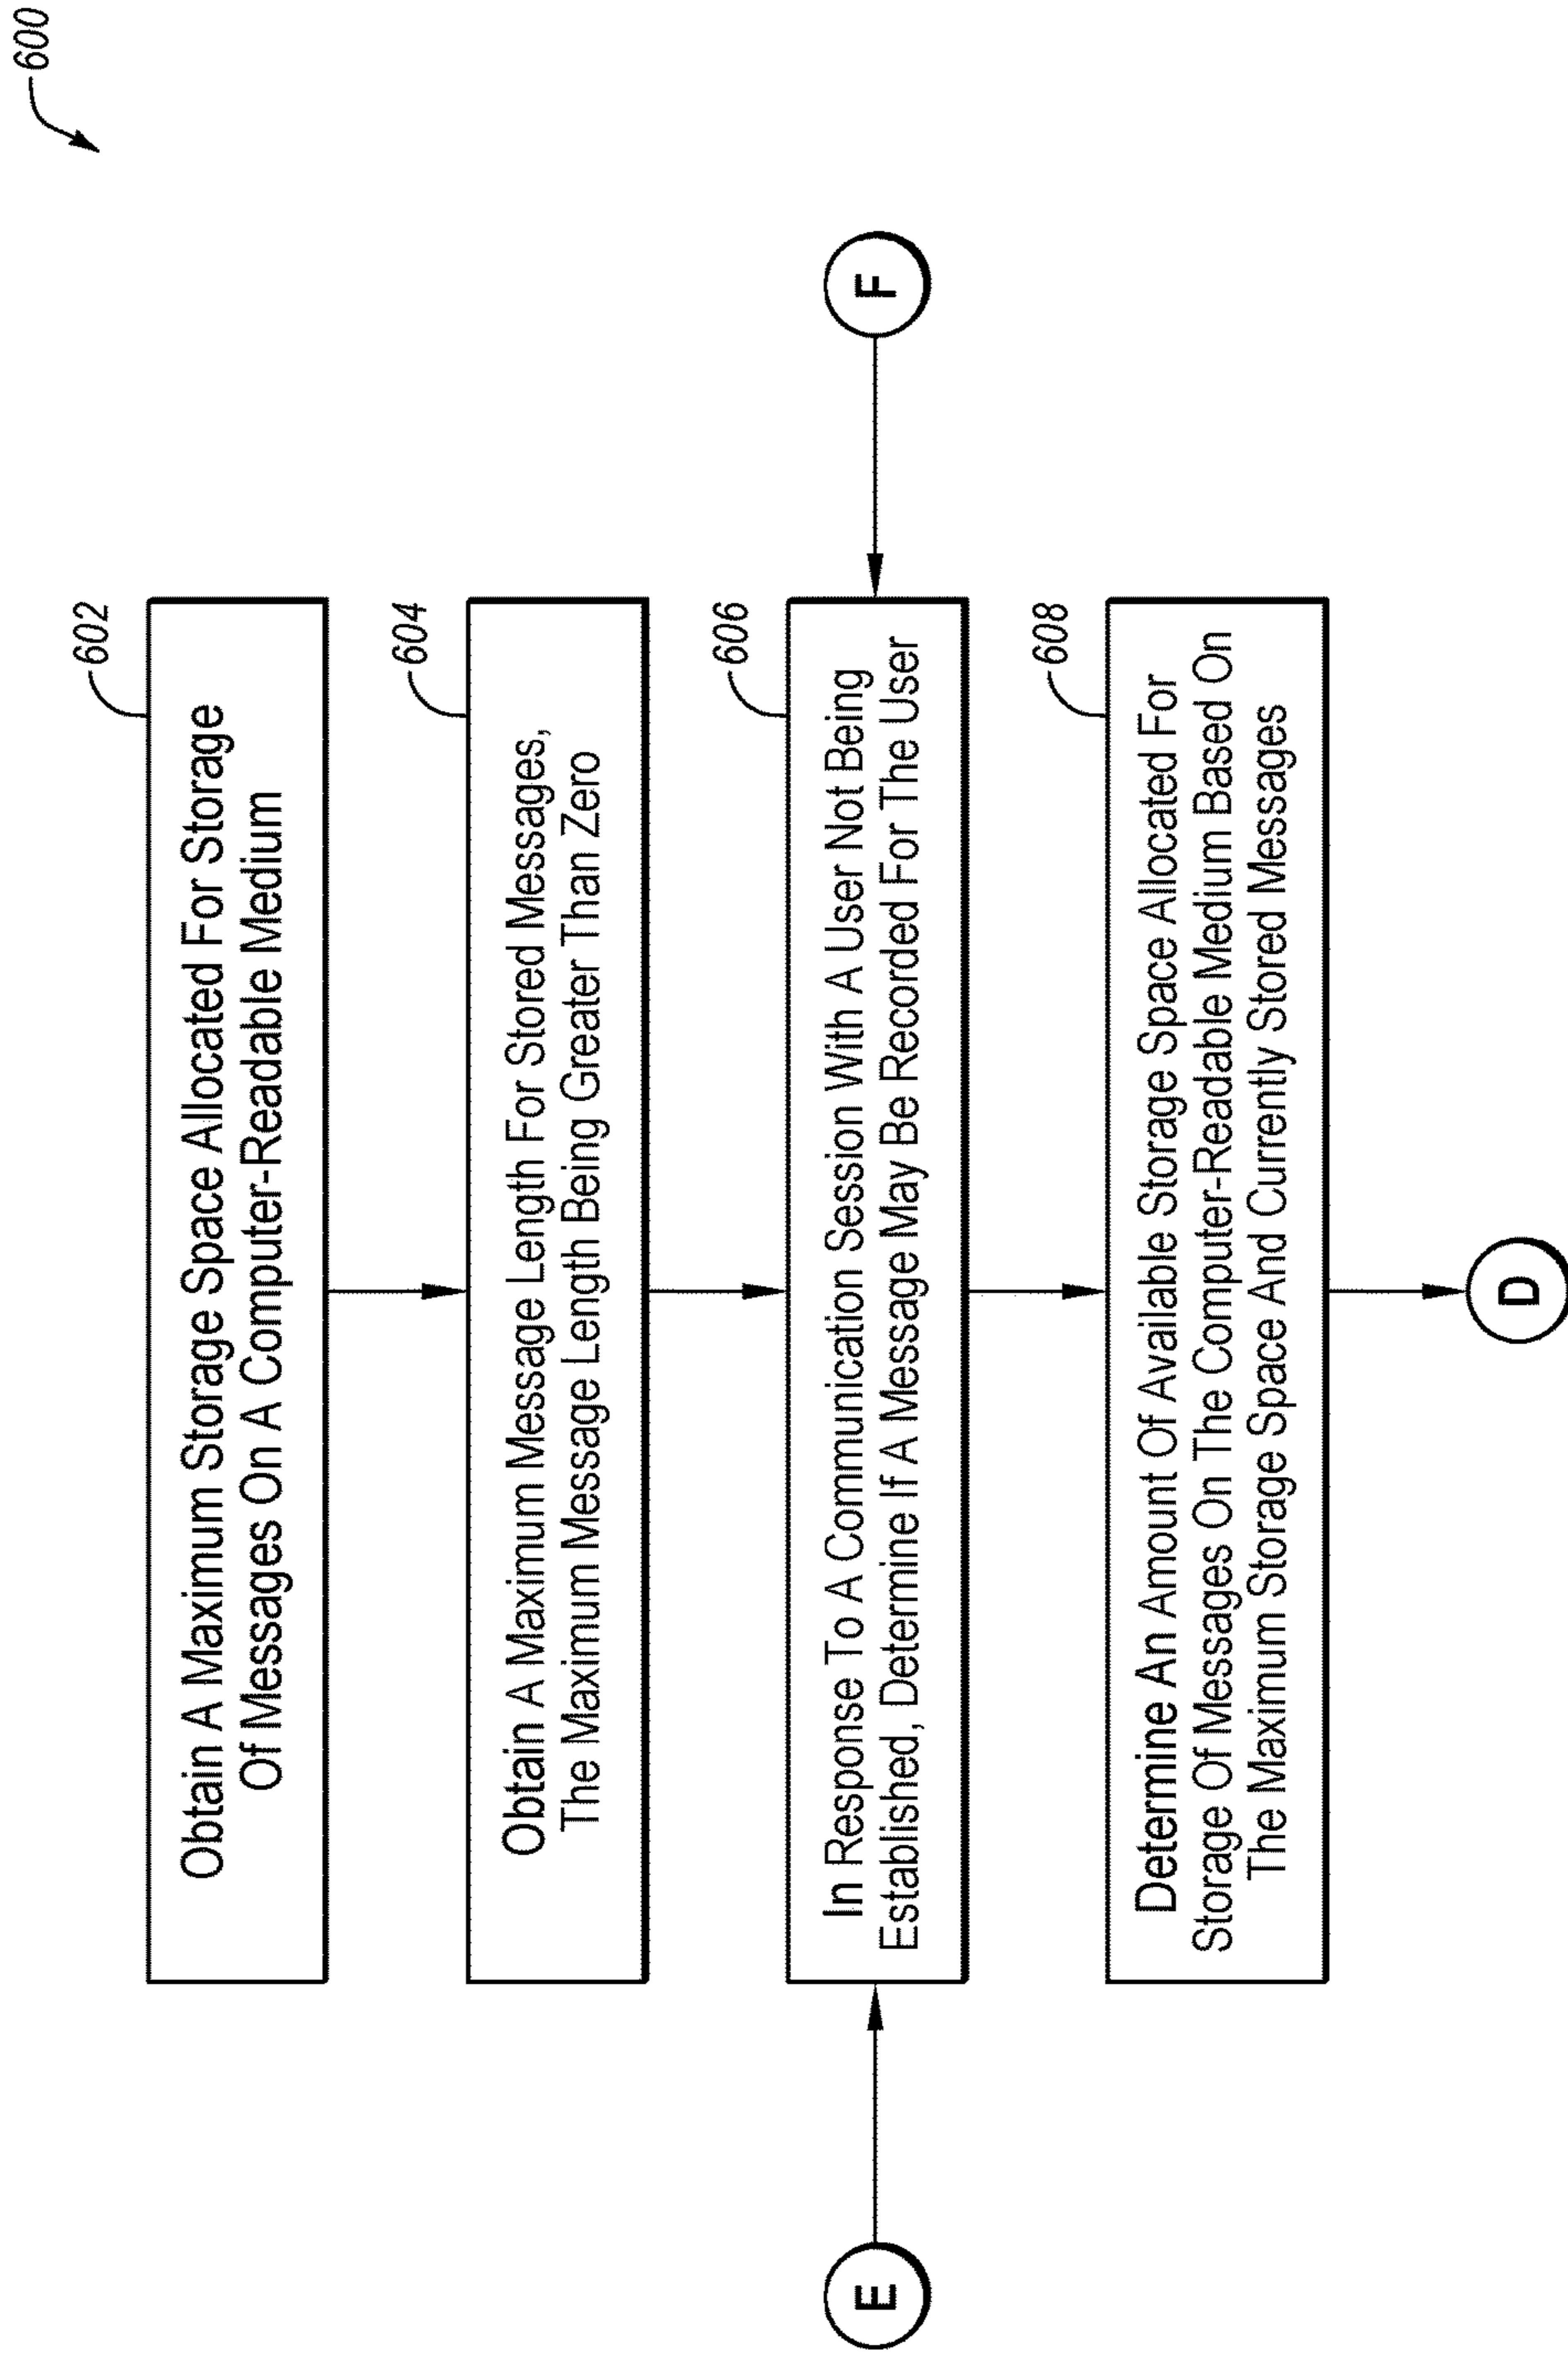 600
602
Obtain A Maximum Storage Space Allocated For Storage
Of Messages On A Computer-Readable Medium
604
Obtain A Maximum Message Length For Stored Messages,
The Maximum Message Length Being Greater Than Zero
606
In Response To A Communication Session With A User Not Being
Established, Determine If A Message May Be Recorded For The User
E
F
608
Determine An Amount Of Available Storage Space Allocated For
Storage Of Messages On The Computer-Readable Medium Based On
The Maximum Storage Space And Currently Stored Messages
D